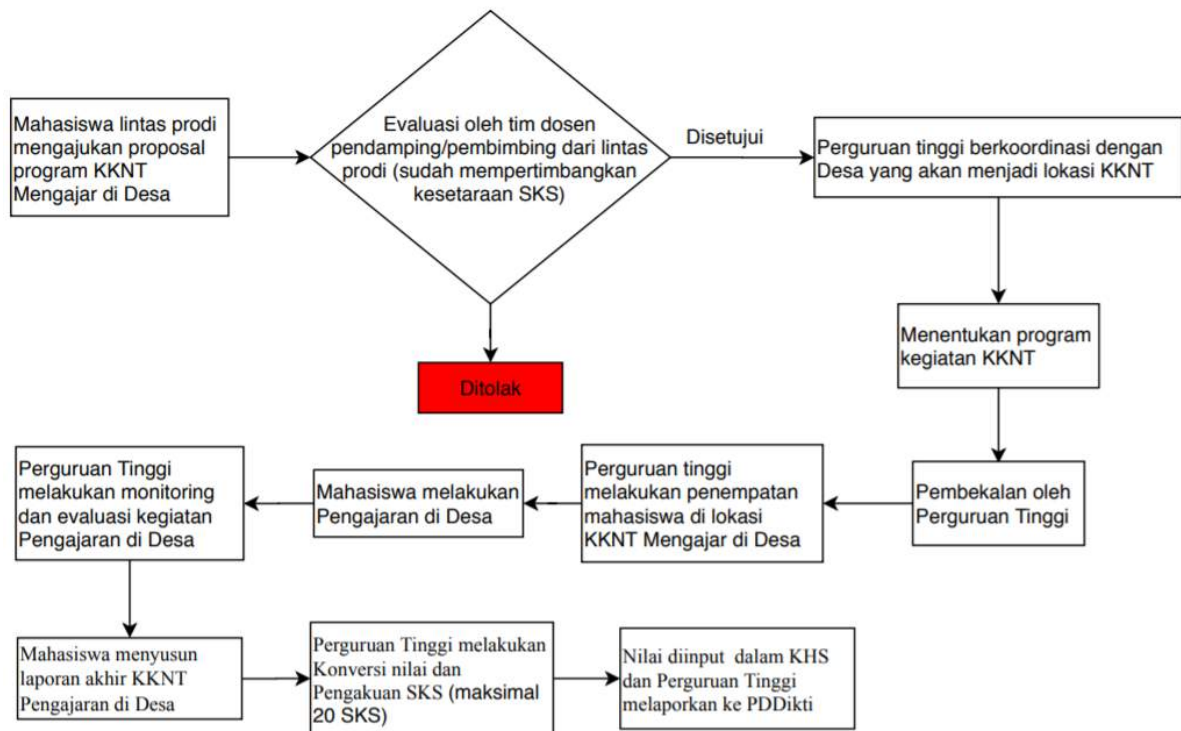 Mahasiswa lintas prodi
mengajukan proposal
program KKNT
Mengajar di Desa
Evaluasi oleh tim dosen
pendamping/pembimbing dari lintas
prodi (sudah mempertimbangkan
kesetaraan SKS)
Disetujui
Perguruan tinggi berkoordinasi dengan
Desa yang akan menjadi lokasi KKNT
Ditolak
Menentukan program
kegiatan KKNT
Pembekalan oleh
Perguruan Tinggi
Perguruan tinggi
melakukan penempatan
mahasiswa di lokasi
KKNT Mengajar di Desa
Mahasiswa melakukan
Pengajaran di Desa
Perguruan Tinggi
melakukan monitoring
dan evaluasi kegiatan
Pengajaran di Desa
Mahasiswa menyusun
laporan akhir KKNT
Pengajaran di Desa
Perguruan Tinggi melakukan
Konversi nilai dan
Pengakuan SKS (maksimal
20 SKS)
Nilai diinput dalam KHS
dan Perguruan Tinggi
melaporkan ke PDDikti